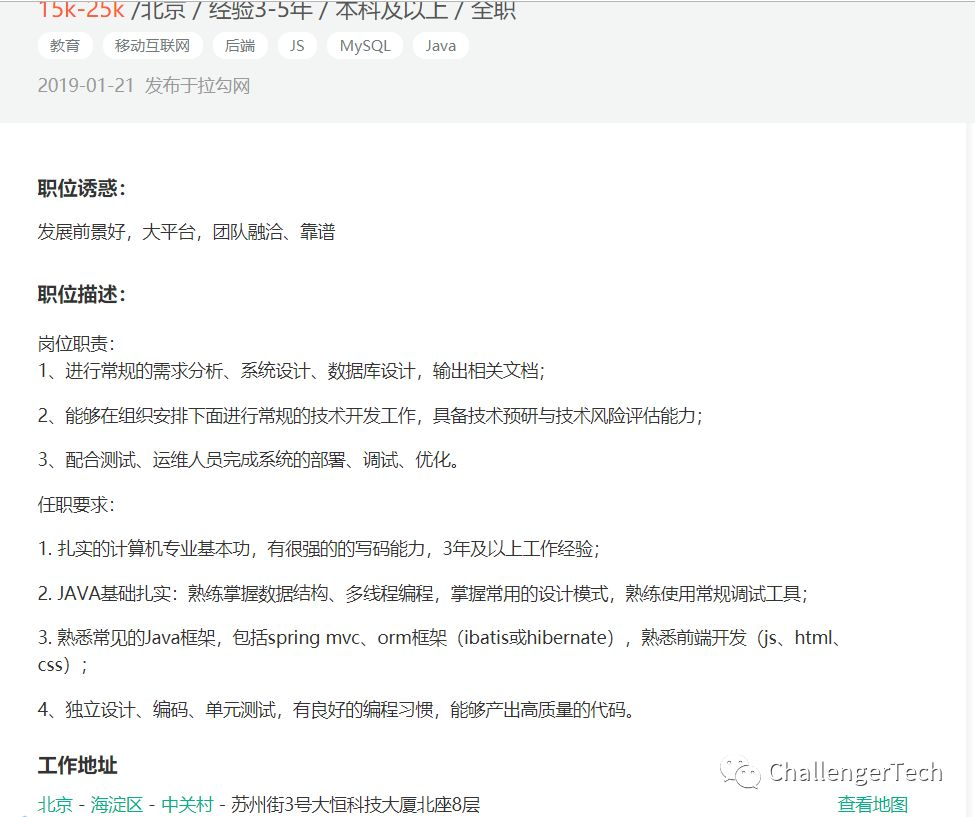 15k-25k /北京 / 经验3-5年 / 本科及以上 / 全职
教育 移动互联网 后端 JS MySQL Java
2019-01-21 发布于拉勾网
职位诱惑：
发展前景好，大平台，团队融洽、靠谱
职位描述：
岗位职责：
1、进行常规的需求分析、系统设计、数据库设计，输出相关文档；
2、能够在组织安排下面进行常规的技术开发工作，具备技术预研与技术风险评估能力；
3、配合测试、运维人员完成系统的部署、调试、优化。
任职要求：
1. 扎实的计算机专业基本功，有很强的的写码能力，3年及以上工作经验；
2. JAVA基础扎实：熟练掌握数据结构、多线程编程，掌握常用的设计模式，熟练使用常规调试工具；
3. 熟悉常见的Java框架，包括spring mvc、orm框架（ibatis或hibernate），熟悉前端开发（js、html、
css）；
4、独立设计、编码、单元测试，有良好的编程习惯，能够产出高质量的代码。
工作地址
ChallengerTech
北京 - 海淀区 - 中关村 - 苏州街3号大恒科技大厦北座8层 查看地图